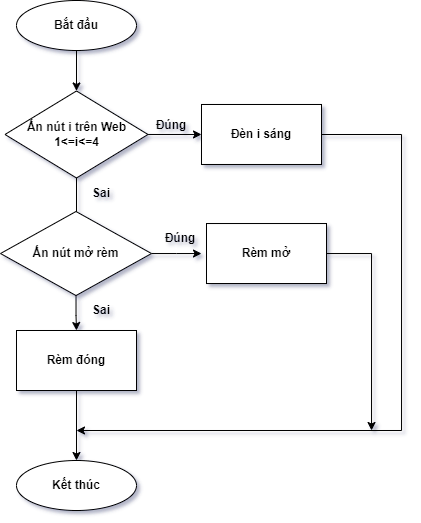 Bắt đầu
Ấn nút i trên Web
1<=i<=4
Đúng
Đèn i sáng
Sai
Ấn nút mở rèm
Đúng
Rèm mở
Sai
Rèm đóng
Kết thúc